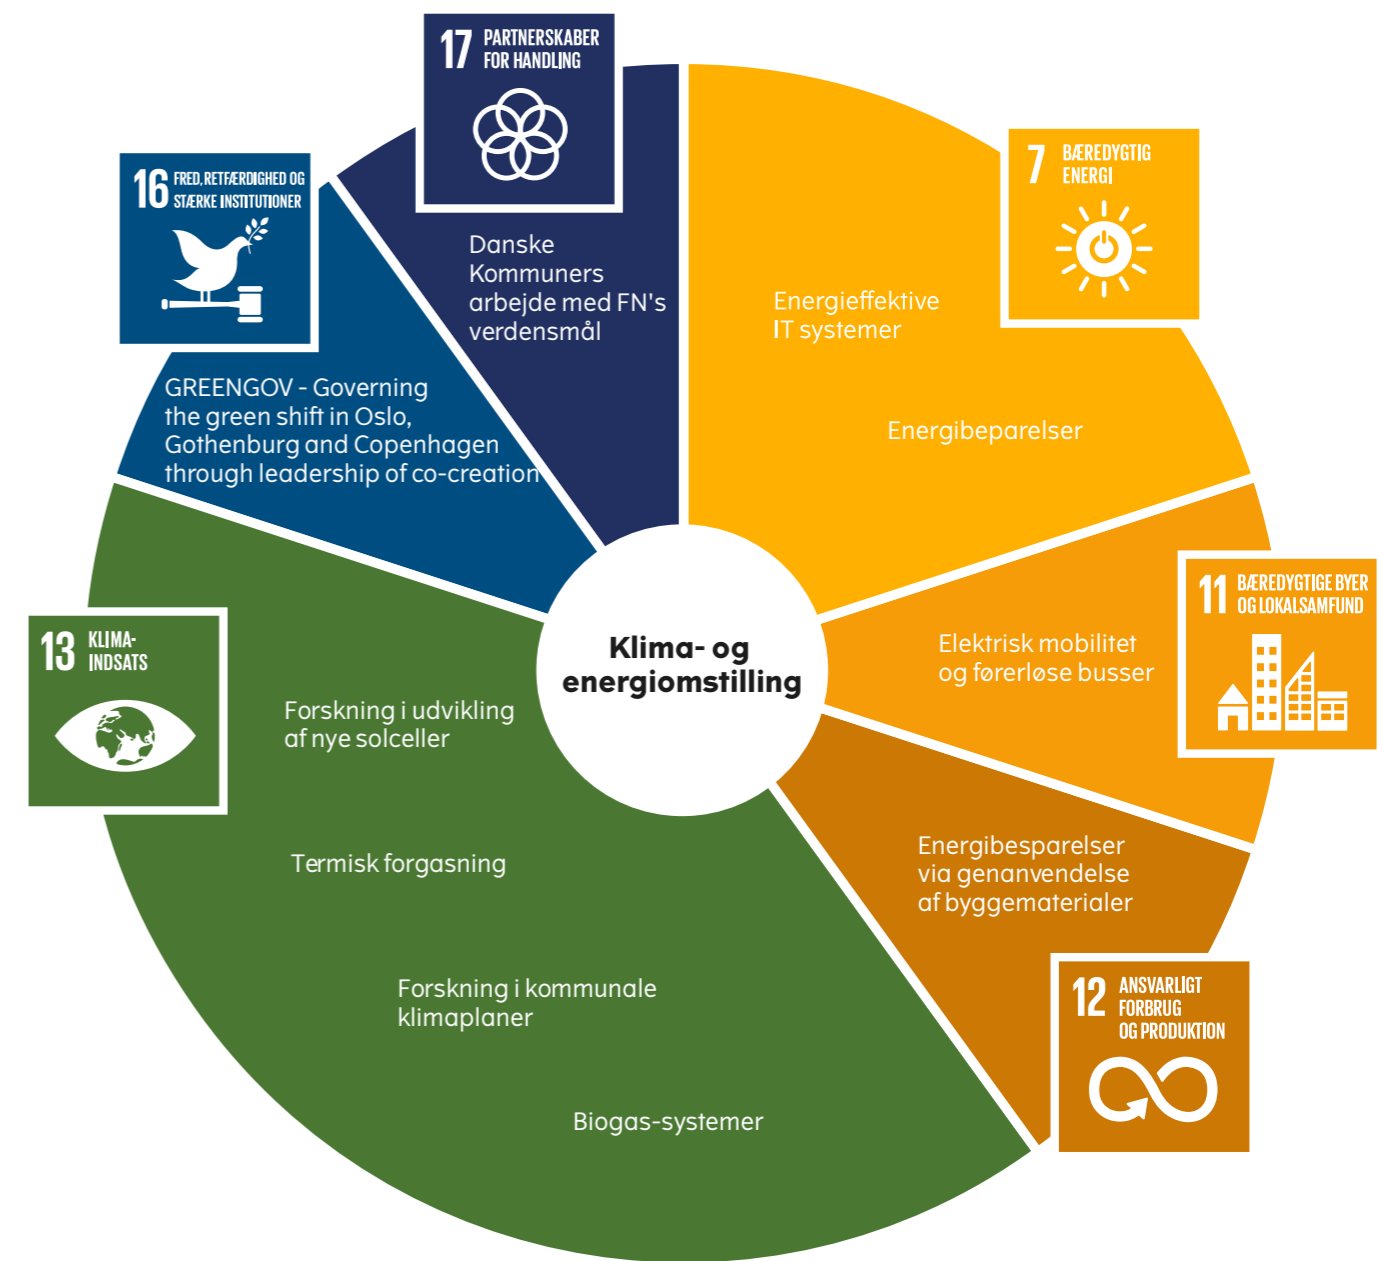 17 PARTNERSKABER
FOR HANDLING
Danske
Kommuners
arbejde med FN's
verdensmål
7 BÆREDYGTIG
ENERGI
Energieffektive
IT systemer
Energibeparelser
11 BÆREDYGTIGE BYER
OG LOKALSAMFUND
Elektrisk mobilitet
og førerløse busser
12 ANSVARLIGT
FORBRUG
OG PRODUKTION
Energibesparelser
via genanvendelse
af byggematerialer
13 KLIMA-
INDSATS
Forskning i udvikling
af nye solceller
Termisk forgasning
Forskning i kommunale
klimaplaner
Biogas-systemer
16 FRED, RETFÆRDIGHED OG
STÆRKE INSTITUTIONER
GREENGOV - Governing
the green shift in Oslo,
Gothenburg and Copenhagen
through leadership of co-creation
Klima- og
energiomstilling